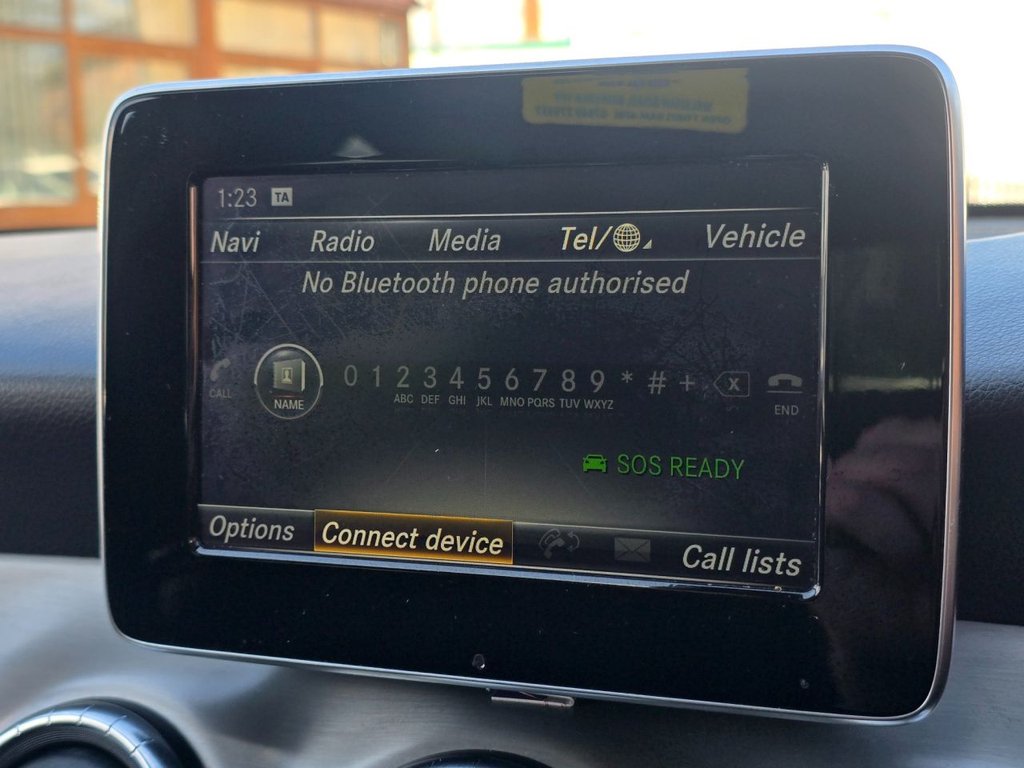 1:23 TA
Navi Radio Media Tel/ Vehicle
No Bluetooth phone authorised
CALL NAME 0 1 2 3 4 5 6 7 8 9 * # + X END
ABC DEF GHI JKL MNO PQRS TUV WXYZ
SOS READY
Options Connect device Call lists